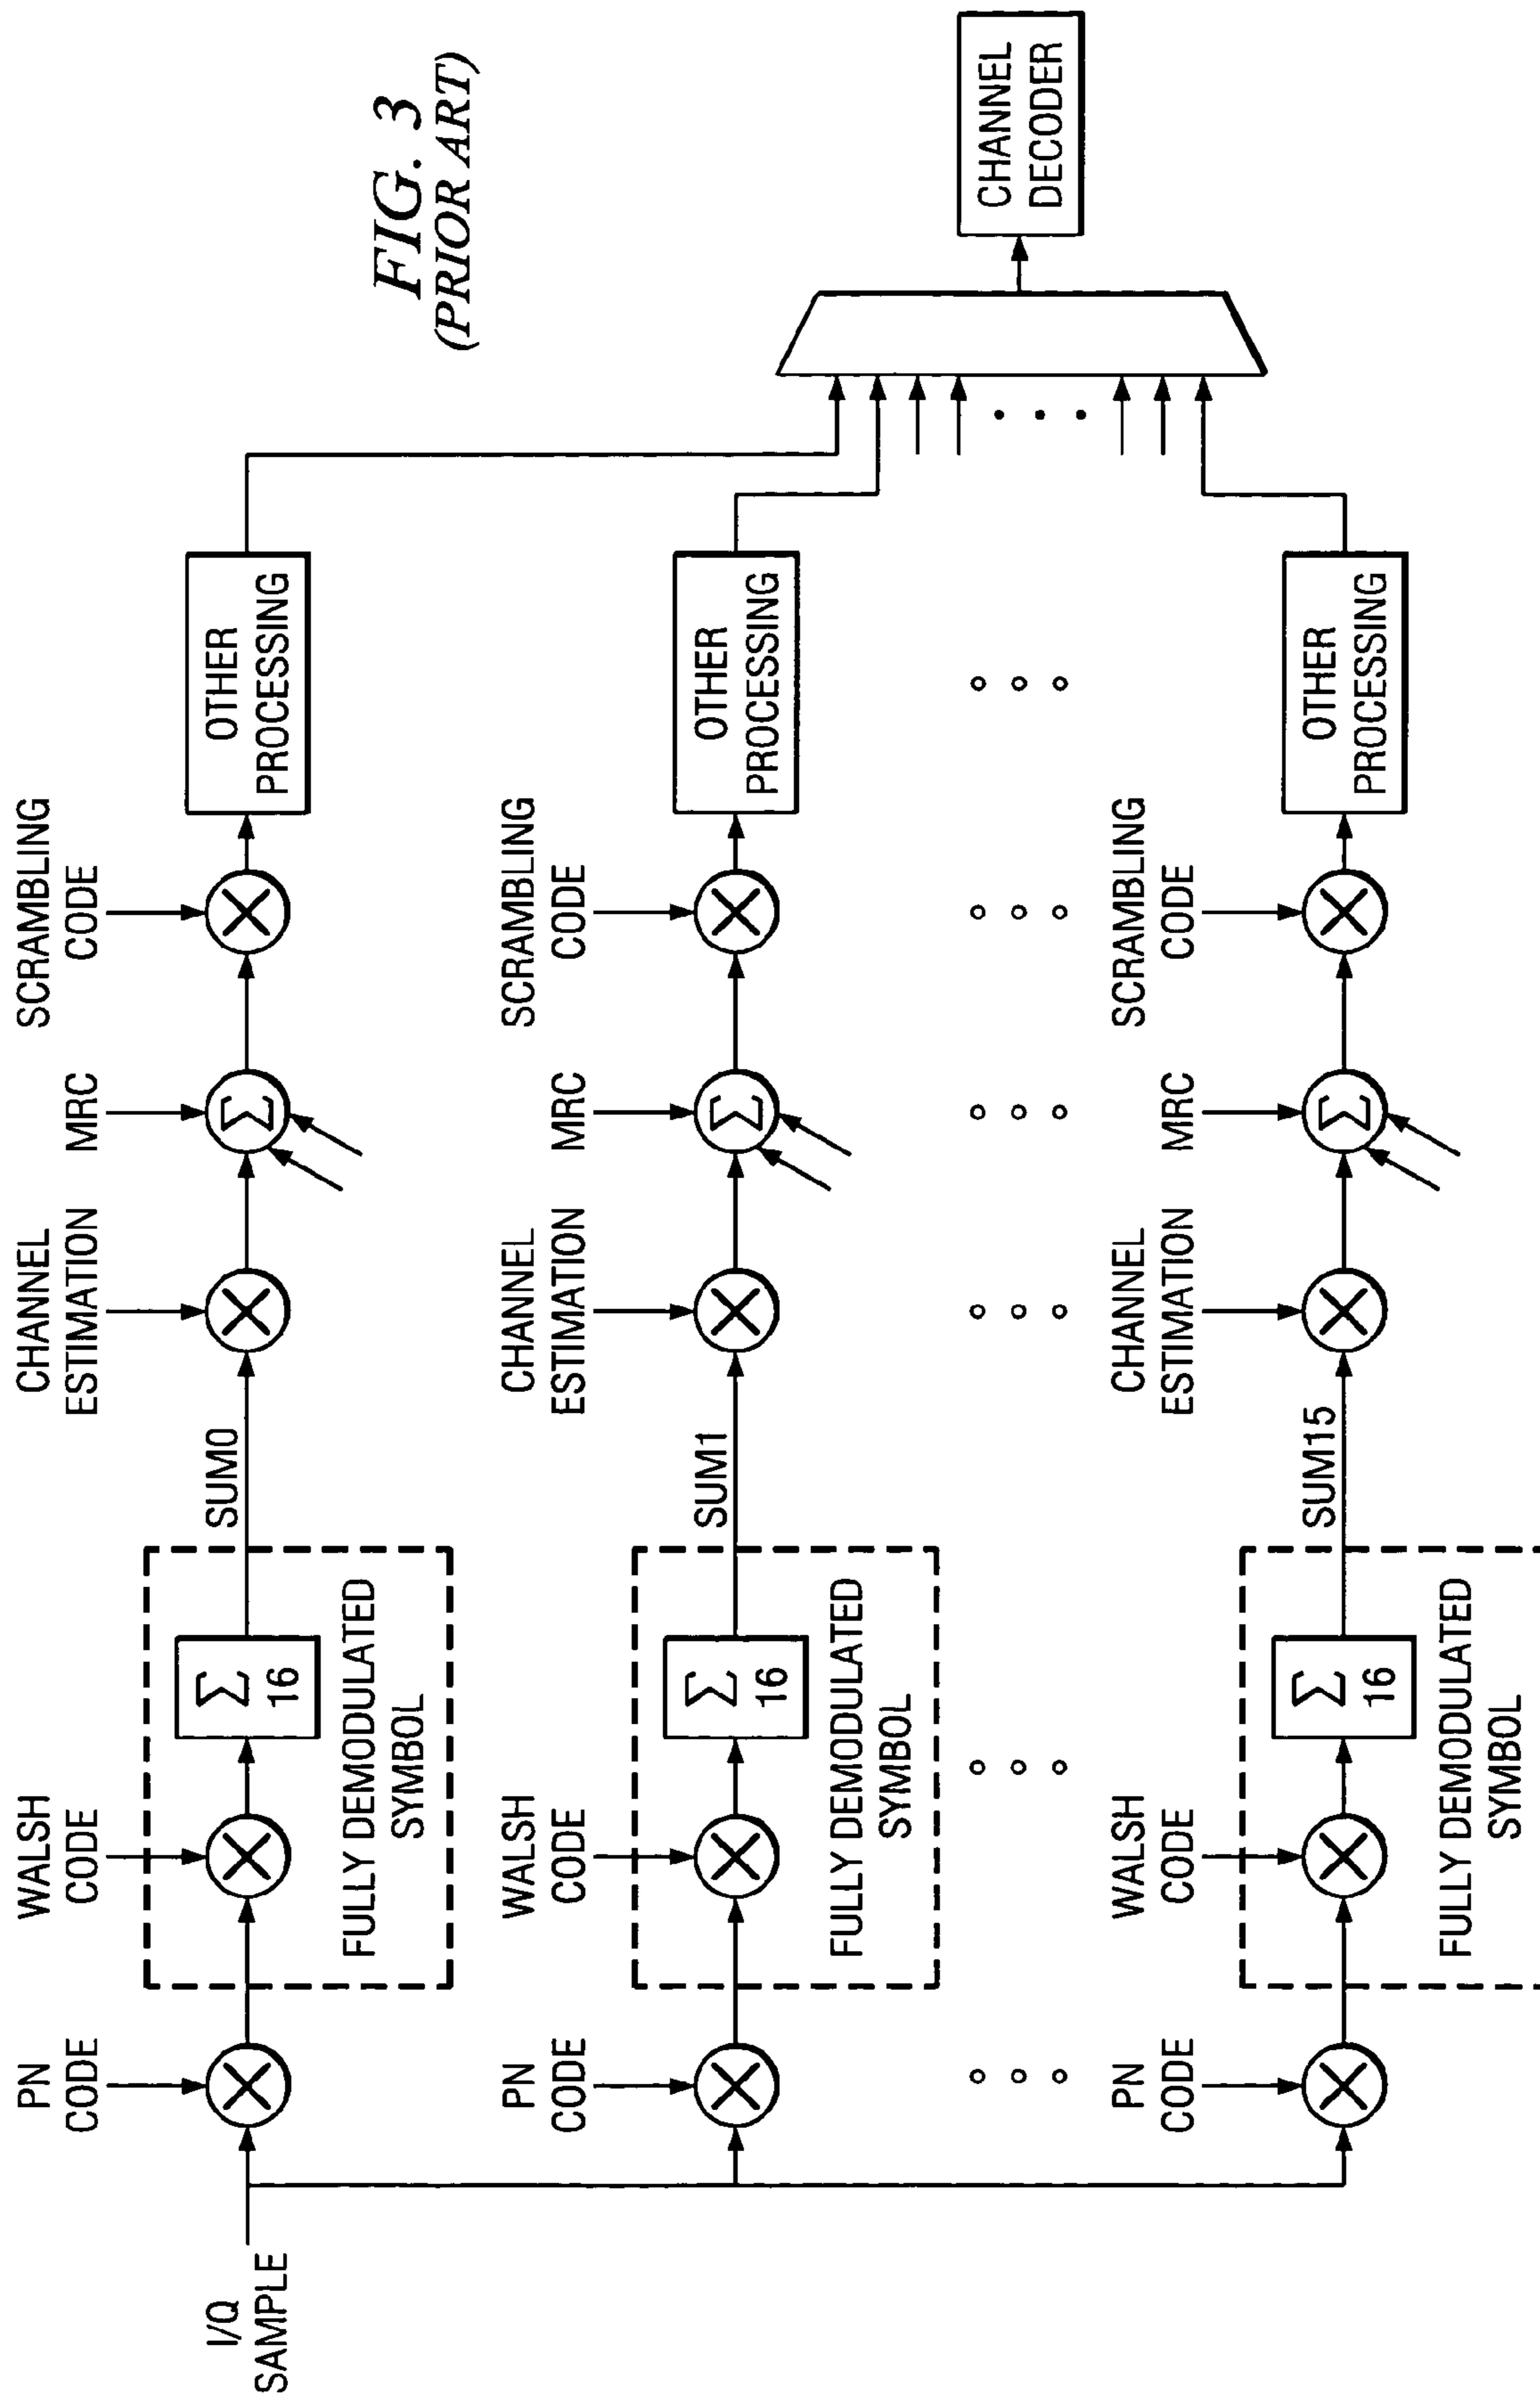 FIG. 3
(PRIOR ART)
I/Q
SAMPLE
PN
CODE
WALSH
CODE
Σ
16
FULLY DEMODULATED
SYMBOL
SUM0
CHANNEL
ESTIMATION
MRC
Σ
SCRAMBLING
CODE
OTHER
PROCESSING
PN
CODE
WALSH
CODE
Σ
16
FULLY DEMODULATED
SYMBOL
SUM1
CHANNEL
ESTIMATION
MRC
Σ
SCRAMBLING
CODE
OTHER
PROCESSING
PN
CODE
WALSH
CODE
Σ
16
FULLY DEMODULATED
SYMBOL
SUM15
CHANNEL
ESTIMATION
MRC
Σ
SCRAMBLING
CODE
OTHER
PROCESSING
CHANNEL
DECODER